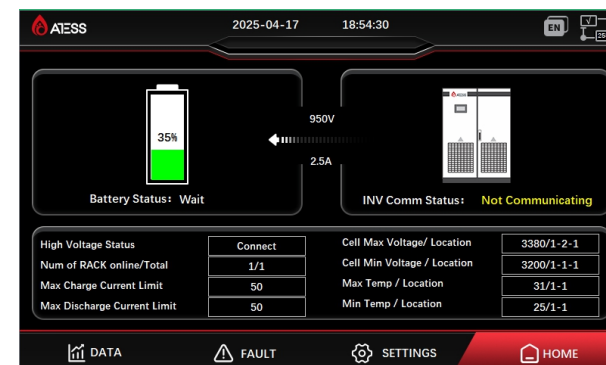 ATESS 2025-04-17 18:54:30 EN
35%
950V
2.5A
Battery Status: Wait
INV Comm Status: Not Communicating
High Voltage Status Connect Cell Max Voltage/ Location 3380/1-2-1
Num of RACK online/Total 1/1 Cell Min Voltage / Location 3200/1-1-1
Max Charge Current Limit 50 Max Temp / Location 31/1-1
Max Discharge Current Limit 50 Min Temp / Location 25/1-1
DATA FAULT SETTINGS HOME